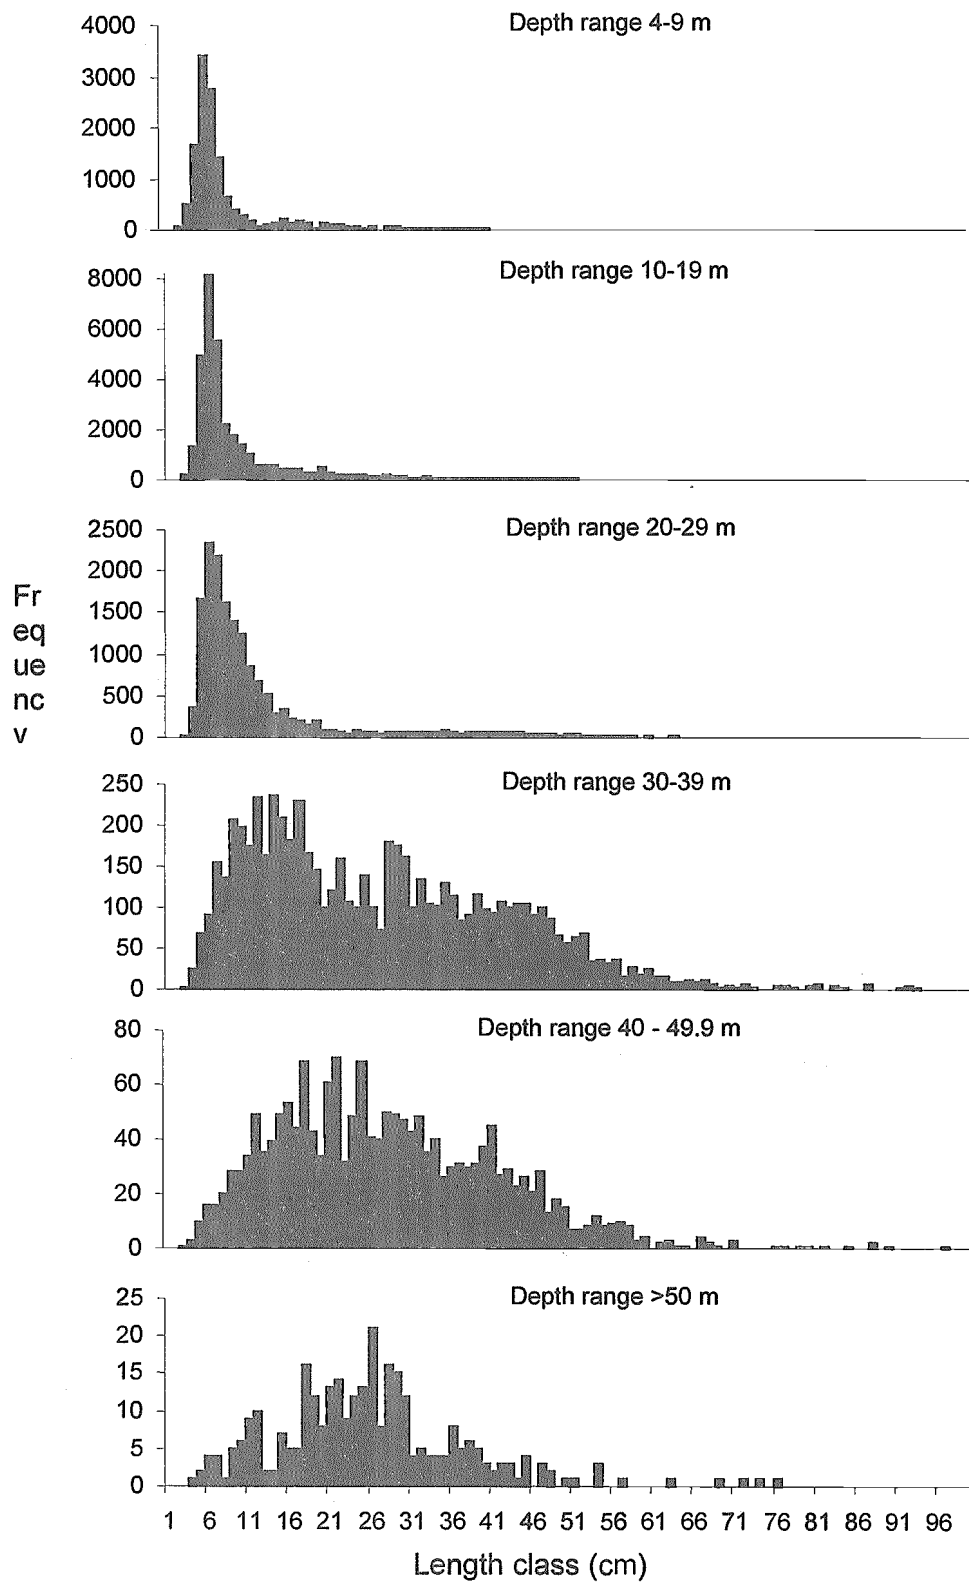 Depth range 4-9 m
4000
3000
2000
1000
0
Depth range 10-19 m
8000
6000
4000
2000
0
Depth range 20-29 m
2500
2000
1500
1000
500
0
Fr
eq
ue
nc
v
Depth range 30-39 m
250
200
150
100
50
0
Depth range 40 - 49.9 m
80
60
40
20
0
Depth range >50 m
25
20
15
10
5
0
1 6 11 16 21 26 31 36 41 46 51 56 61 66 71 76 81 86 91 96
Length class (cm)